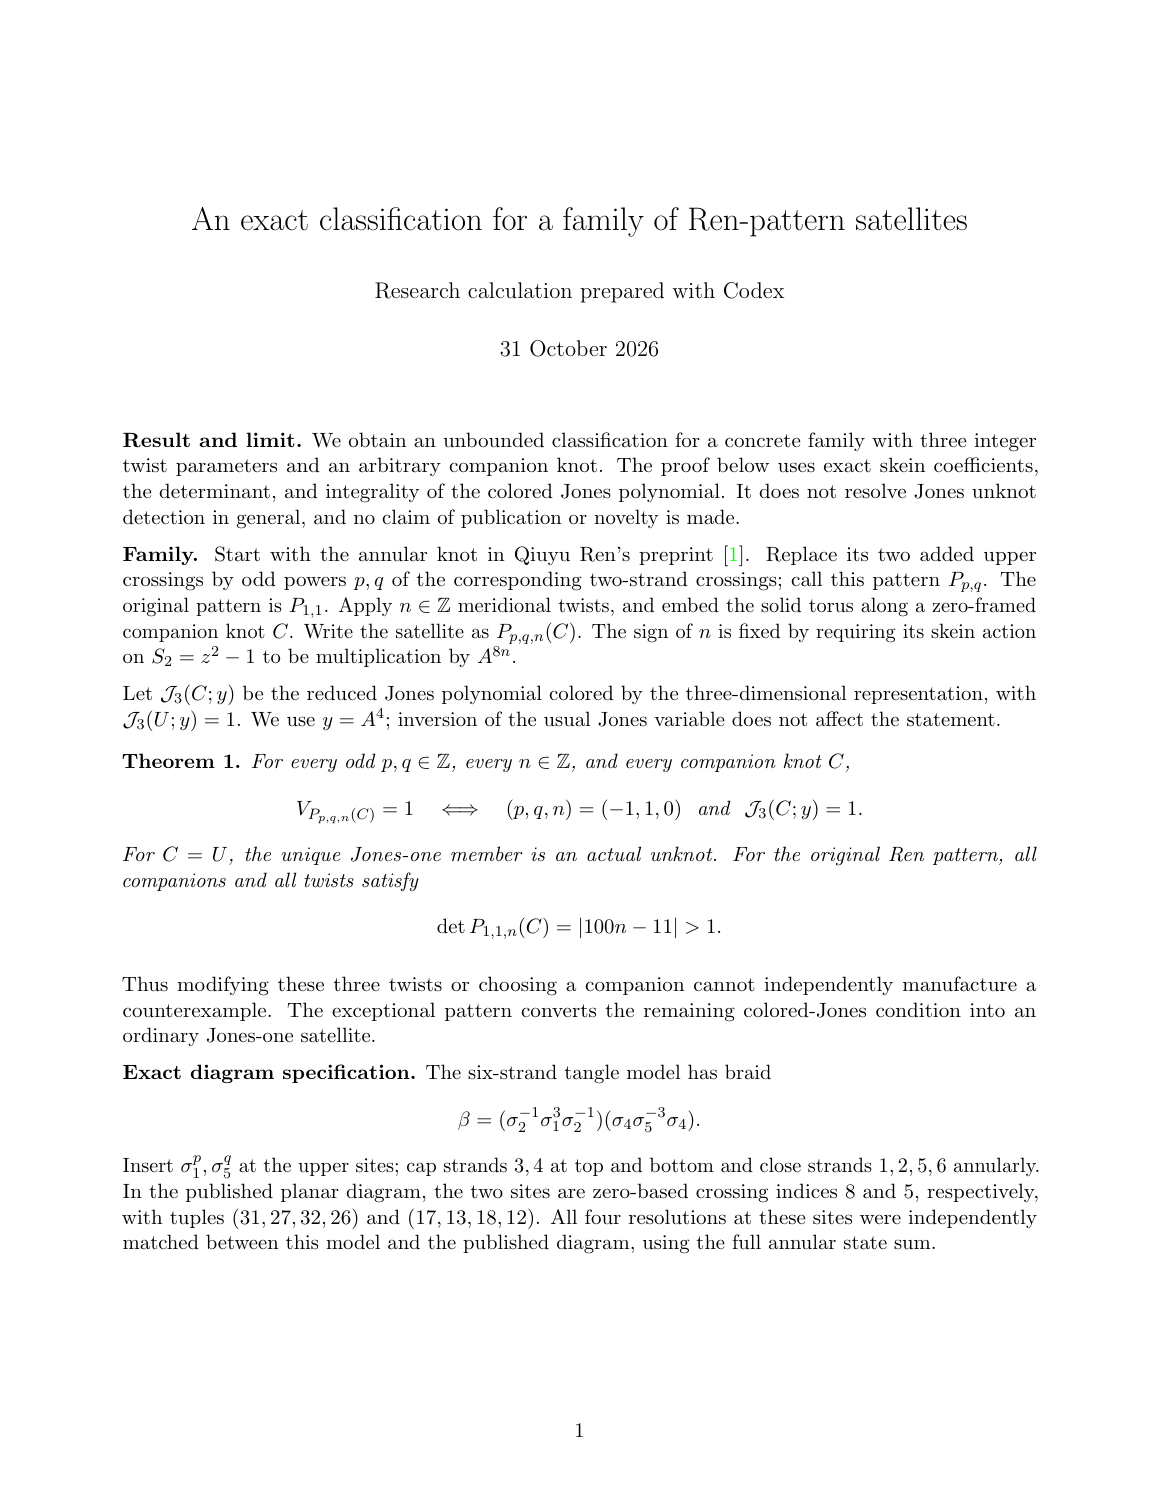 An exact classification for a family of Ren-pattern satellites
Research calculation prepared with Codex
31 October 2026
Result and limit. We obtain an unbounded classification for a concrete family with three integer
twist parameters and an arbitrary companion knot. The proof below uses exact skein coefficients,
the determinant, and integrality of the colored Jones polynomial. It does not resolve Jones unknot
detection in general, and no claim of publication or novelty is made.
Family. Start with the annular knot in Qiuyu Ren's preprint [1]. Replace its two added upper
crossings by odd powers p, q of the corresponding two-strand crossings; call this pattern P_{p,q}. The
original pattern is P_{1,1}. Apply n ∈ ℤ meridional twists, and embed the solid torus along a zero-framed
companion knot C. Write the satellite as P_{p,q,n}(C). The sign of n is fixed by requiring its skein action
on S_2 = z^2 − 1 to be multiplication by A^{8n}.
Let 𝒥_3(C; y) be the reduced Jones polynomial colored by the three-dimensional representation, with
𝒥_3(U; y) = 1. We use y = A^4; inversion of the usual Jones variable does not affect the statement.
Theorem 1. For every odd p, q ∈ ℤ, every n ∈ ℤ, and every companion knot C,
V_{P_{p,q,n}(C)} = 1 ⟺ (p, q, n) = (−1, 1, 0) and 𝒥_3(C; y) = 1.
For C = U, the unique Jones-one member is an actual unknot. For the original Ren pattern, all
companions and all twists satisfy
det P_{1,1,n}(C) = |100n − 11| > 1.
Thus modifying these three twists or choosing a companion cannot independently manufacture a
counterexample. The exceptional pattern converts the remaining colored-Jones condition into an
ordinary Jones-one satellite.
Exact diagram specification. The six-strand tangle model has braid
β = (σ_2^{−1}σ_1^3σ_2^{−1})(σ_4σ_5^{−3}σ_4).
Insert σ_1^p, σ_5^q at the upper sites; cap strands 3, 4 at top and bottom and close strands 1, 2, 5, 6 annularly.
In the published planar diagram, the two sites are zero-based crossing indices 8 and 5, respectively,
with tuples (31, 27, 32, 26) and (17, 13, 18, 12). All four resolutions at these sites were independently
matched between this model and the published diagram, using the full annular state sum.
1